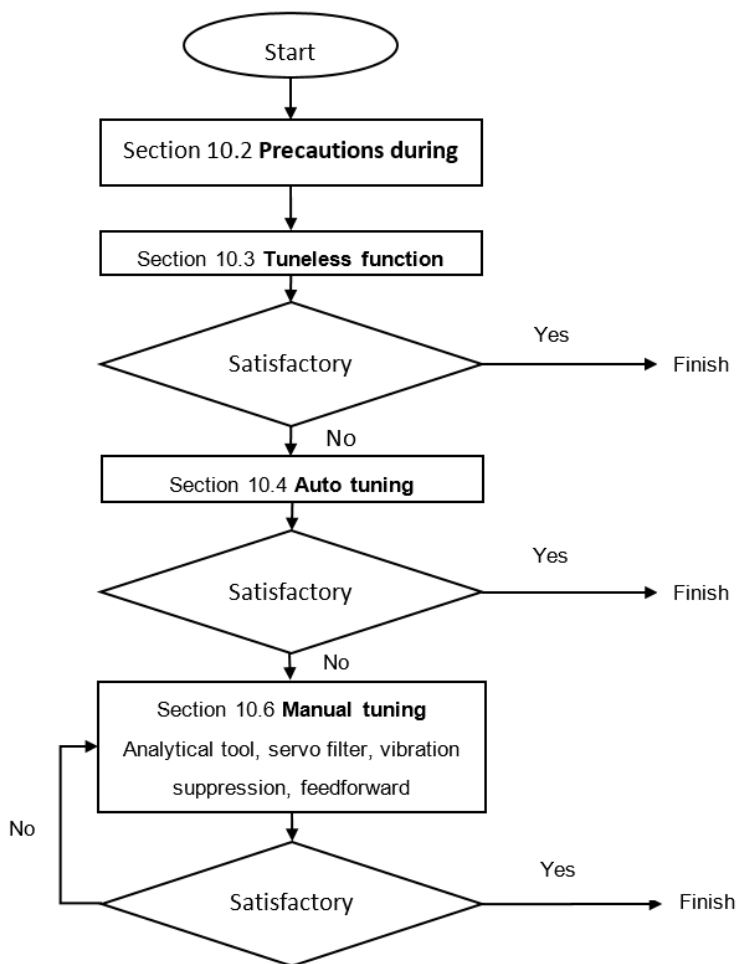 Start
Section 10.2 Precautions during
Section 10.3 Tuneless function
Satisfactory
Yes
Finish
No
Section 10.4 Auto tuning
Satisfactory
Yes
Finish
No
Section 10.6 Manual tuning
Analytical tool, servo filter, vibration
suppression, feedforward
No
Satisfactory
Yes
Finish